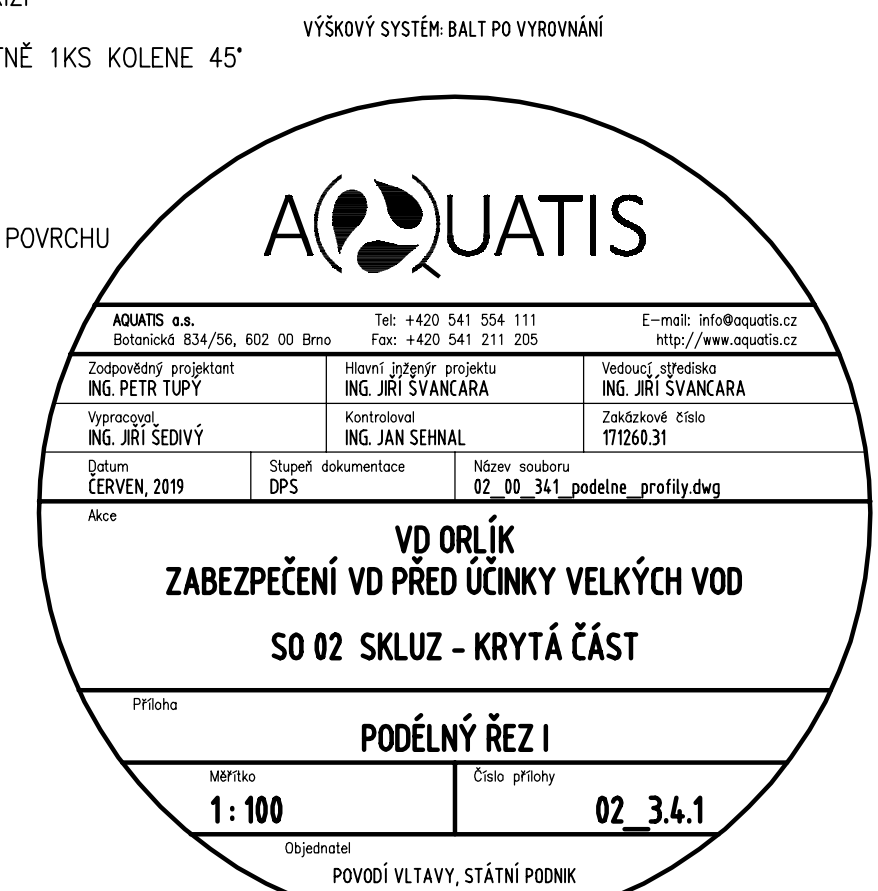 VÝŠKOVÝ SYSTÉM: BALT PO VYROVNÁNÍ
1KS KOLENE 45°
POVRCHU
AQUATIS
AQUATIS a.s. Tel: +420 541 554 111 E-mail: info@aquatis.cz
Botanická 834/56, 602 00 Brno Fax: +420 541 211 205 http://www.aquatis.cz
Zodpovědný projektant Hlavní inženýr projektu Vedoucí střediska
ING. PETR TUPÝ ING. JIŘÍ ŠVANCARA ING. JIŘÍ ŠVANCARA
Vypracoval Kontroloval Zakázkové číslo
ING. JIŘÍ ŠEDIVÝ ING. JAN SEHNAL 171260.31
Datum Stupeň dokumentace Název souboru
ČERVEN, 2019 DPS 02_00_341_podelne_profily.dwg
Akce
VD ORLÍK
ZABEZPEČENÍ VD PŘED ÚČINKY VELKÝCH VOD
SO 02 SKLUZ - KRYTÁ ČÁST
Příloha
PODÉLNÝ ŘEZ I
Měřítko Číslo přílohy
1 : 100 02_3.4.1
Objednatel
POVODÍ VLTAVY, STÁTNÍ PODNIK